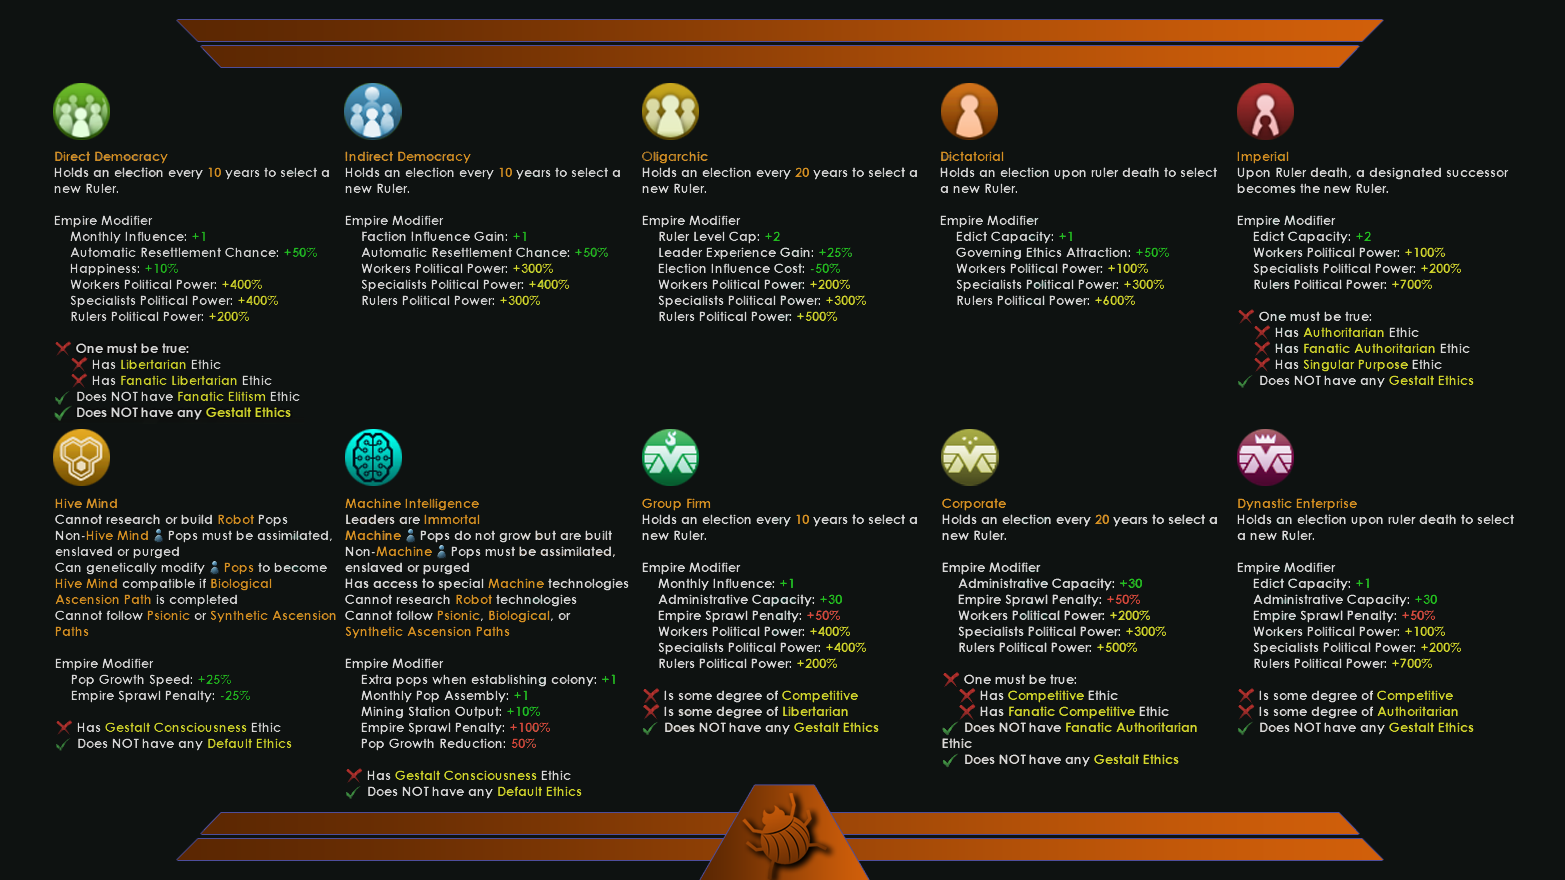 Direct Democracy
Holds an election every 10 years to select a
new Ruler.
Empire Modifier
Monthly Influence: +1
Automatic Resettlement Chance: +50%
Happiness: +10%
Workers Political Power: +400%
Specialists Political Power: +400%
Rulers Political Power: +200%
One must be true:
Has Libertarian Ethic
Has Fanatic Libertarian Ethic
Does NOT have Fanatic Elitism Ethic
Does NOT have any Gestalt Ethics
Indirect Democracy
Holds an election every 10 years to select a
new Ruler.
Empire Modifier
Faction Influence Gain: +1
Automatic Resettlement Chance: +50%
Workers Political Power: +300%
Specialists Political Power: +400%
Rulers Political Power: +300%
Oligarchic
Holds an election every 20 years to select a
new Ruler.
Empire Modifier
Ruler Level Cap: +2
Leader Experience Gain: +25%
Election Influence Cost: -50%
Workers Political Power: +200%
Specialists Political Power: +300%
Rulers Political Power: +500%
Dictatorial
Holds an election upon ruler death to select
a new Ruler.
Empire Modifier
Edict Capacity: +1
Governing Ethics Attraction: +50%
Workers Political Power: +100%
Specialists Political Power: +300%
Rulers Political Power: +600%
Imperial
Upon Ruler death, a designated successor
becomes the new Ruler.
Empire Modifier
Edict Capacity: +2
Workers Political Power: +100%
Specialists Political Power: +200%
Rulers Political Power: +700%
One must be true:
Has Authoritarian Ethic
Has Fanatic Authoritarian Ethic
Has Singular Purpose Ethic
Does NOT have any Gestalt Ethics
Hive Mind
Cannot research or build Robot Pops
Non-Hive Mind Pops must be assimilated,
enslaved or purged
Can genetically modify Pops to become
Hive Mind compatible if Biological
Ascension Path is completed
Cannot follow Psionic or Synthetic Ascension
Paths
Empire Modifier
Pop Growth Speed: +25%
Empire Sprawl Penalty: -25%
Has Gestalt Consciousness Ethic
Does NOT have any Default Ethics
Machine Intelligence
Leaders are Immortal
Machine Pops do not grow but are built
Non-Machine Pops must be assimilated,
enslaved or purged
Has access to special Machine technologies
Cannot research Robot technologies
Cannot follow Psionic, Biological, or
Synthetic Ascension Paths
Empire Modifier
Extra pops when establishing colony: +1
Monthly Pop Assembly: +1
Mining Station Output: +10%
Empire Sprawl Penalty: +100%
Pop Growth Reduction: 50%
Has Gestalt Consciousness Ethic
Does NOT have any Default Ethics
Group Firm
Holds an election every 10 years to select a
new Ruler.
Empire Modifier
Monthly Influence: +1
Administrative Capacity: +30
Empire Sprawl Penalty: +50%
Workers Political Power: +400%
Specialists Political Power: +400%
Rulers Political Power: +200%
Is some degree of Competitive
Is some degree of Libertarian
Does NOT have any Gestalt Ethics
Corporate
Holds an election every 20 years to select a
new Ruler.
Empire Modifier
Administrative Capacity: +30
Empire Sprawl Penalty: +50%
Workers Political Power: +200%
Specialists Political Power: +300%
Rulers Political Power: +500%
One must be true:
Has Competitive Ethic
Has Fanatic Competitive Ethic
Does NOT have Fanatic Authoritarian
Ethic
Does NOT have any Gestalt Ethics
Dynastic Enterprise
Holds an election upon ruler death to select
a new Ruler.
Empire Modifier
Edict Capacity: +1
Administrative Capacity: +30
Empire Sprawl Penalty: +50%
Workers Political Power: +100%
Specialists Political Power: +200%
Rulers Political Power: +700%
Is some degree of Competitive
Is some degree of Authoritarian
Does NOT have any Gestalt Ethics